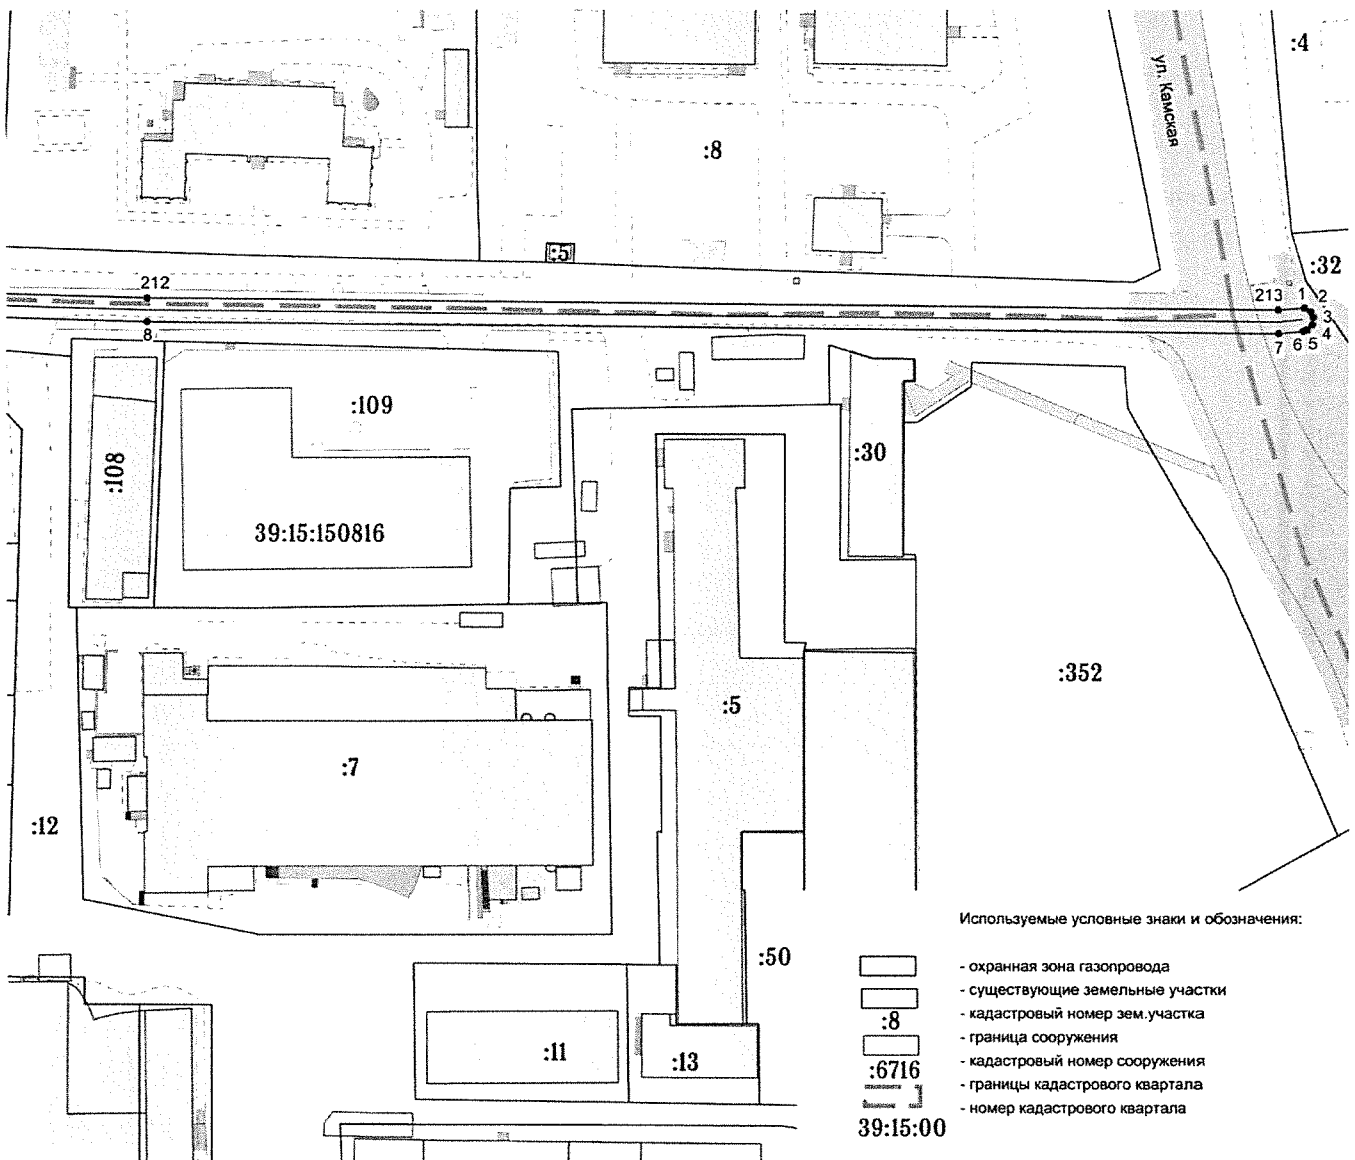 :4
ул. Камская
:8
:5
:32
212
213
1
2
3
4
5
6
7
8
:109
:108
:30
39:15:150816
:352
:5
:7
:12
:50
:11
:13
Используемые условные знаки и обозначения:
- охранная зона газопровода
- существующие земельные участки
:8 - кадастровый номер зем.участка
- граница сооружения
:6716 - кадастровый номер сооружения
- границы кадастрового квартала
39:15:00 - номер кадастрового квартала